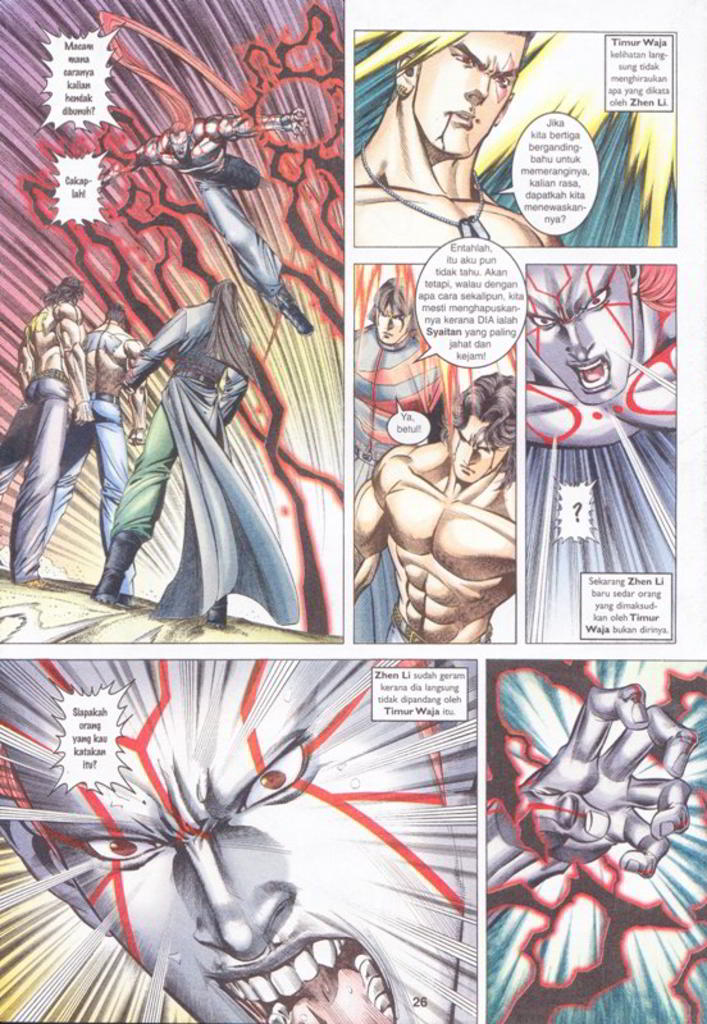 Macam
mana
caranya
kalian
hendak
dibunuh?
Cakap-
lah!
Timur Waja
kelihatan lang-
sung tidak
menghiraukan
apa yang dikata
oleh Zhen Li.
Jika
kita bertiga
berganding-
bahu untuk
memeranginya,
kalian rasa,
dapatkah kita
menewaskan-
nya?
Entahlah,
itu aku pun
tidak tahu. Akan
tetapi, walau dengan
apa cara sekalipun, kita
mesti menghapuskan-
nya kerana DIA ialah
Syaitan yang paling
jahat dan
kejam!
Ya,
betul!
?
Sekarang Zhen Li
baru sedar orang
yang dimaksud-
kan oleh Timur
Waja bukan dirinya.
Zhen Li sudah geram
kerana dia langsung
tidak dipandang oleh
Timur Waja itu.
Siapakah
orang
yang kau
katakan
itu?
26